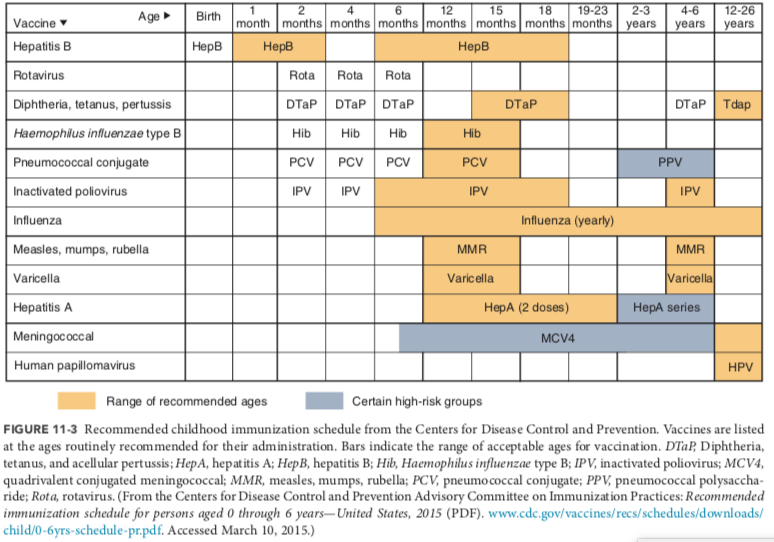 Vaccine ▼ Age ► Birth 1 month 2 months 4 months 6 months 12 months 15 months 18 months 19-23 months 2-3 years 4-6 years 12-26 years
Hepatitis B HepB HepB HepB
Rotavirus Rota Rota Rota
Diphtheria, tetanus, pertussis DTaP DTaP DTaP DTaP DTaP Tdap
Haemophilus influenzae type B Hib Hib Hib Hib
Pneumococcal conjugate PCV PCV PCV PCV PPV
Inactivated poliovirus IPV IPV IPV IPV
Influenza Influenza (yearly)
Measles, mumps, rubella MMR MMR
Varicella Varicella Varicella
Hepatitis A HepA (2 doses) HepA series
Meningococcal MCV4
Human papillomavirus HPV
Range of recommended ages Certain high-risk groups
FIGURE 11-3 Recommended childhood immunization schedule from the Centers for Disease Control and Prevention. Vaccines are listed
at the ages routinely recommended for their administration. Bars indicate the range of acceptable ages for vaccination. DTaP, Diphtheria,
tetanus, and acellular pertussis; HepA, hepatitis A; HepB, hepatitis B; Hib, Haemophilus influenzae type B; IPV, inactivated poliovirus; MCV4,
quadrivalent conjugated meningococcal; MMR, measles, mumps, rubella; PCV, pneumococcal conjugate; PPV, pneumococcal polysaccha-
ride; Rota, rotavirus. (From the Centers for Disease Control and Prevention Advisory Committee on Immunization Practices: Recommended
immunization schedule for persons aged 0 through 6 years—United States, 2015 (PDF). www.cdc.gov/vaccines/recs/schedules/downloads/
child/0-6yrs-schedule-pr.pdf. Accessed March 10, 2015.)